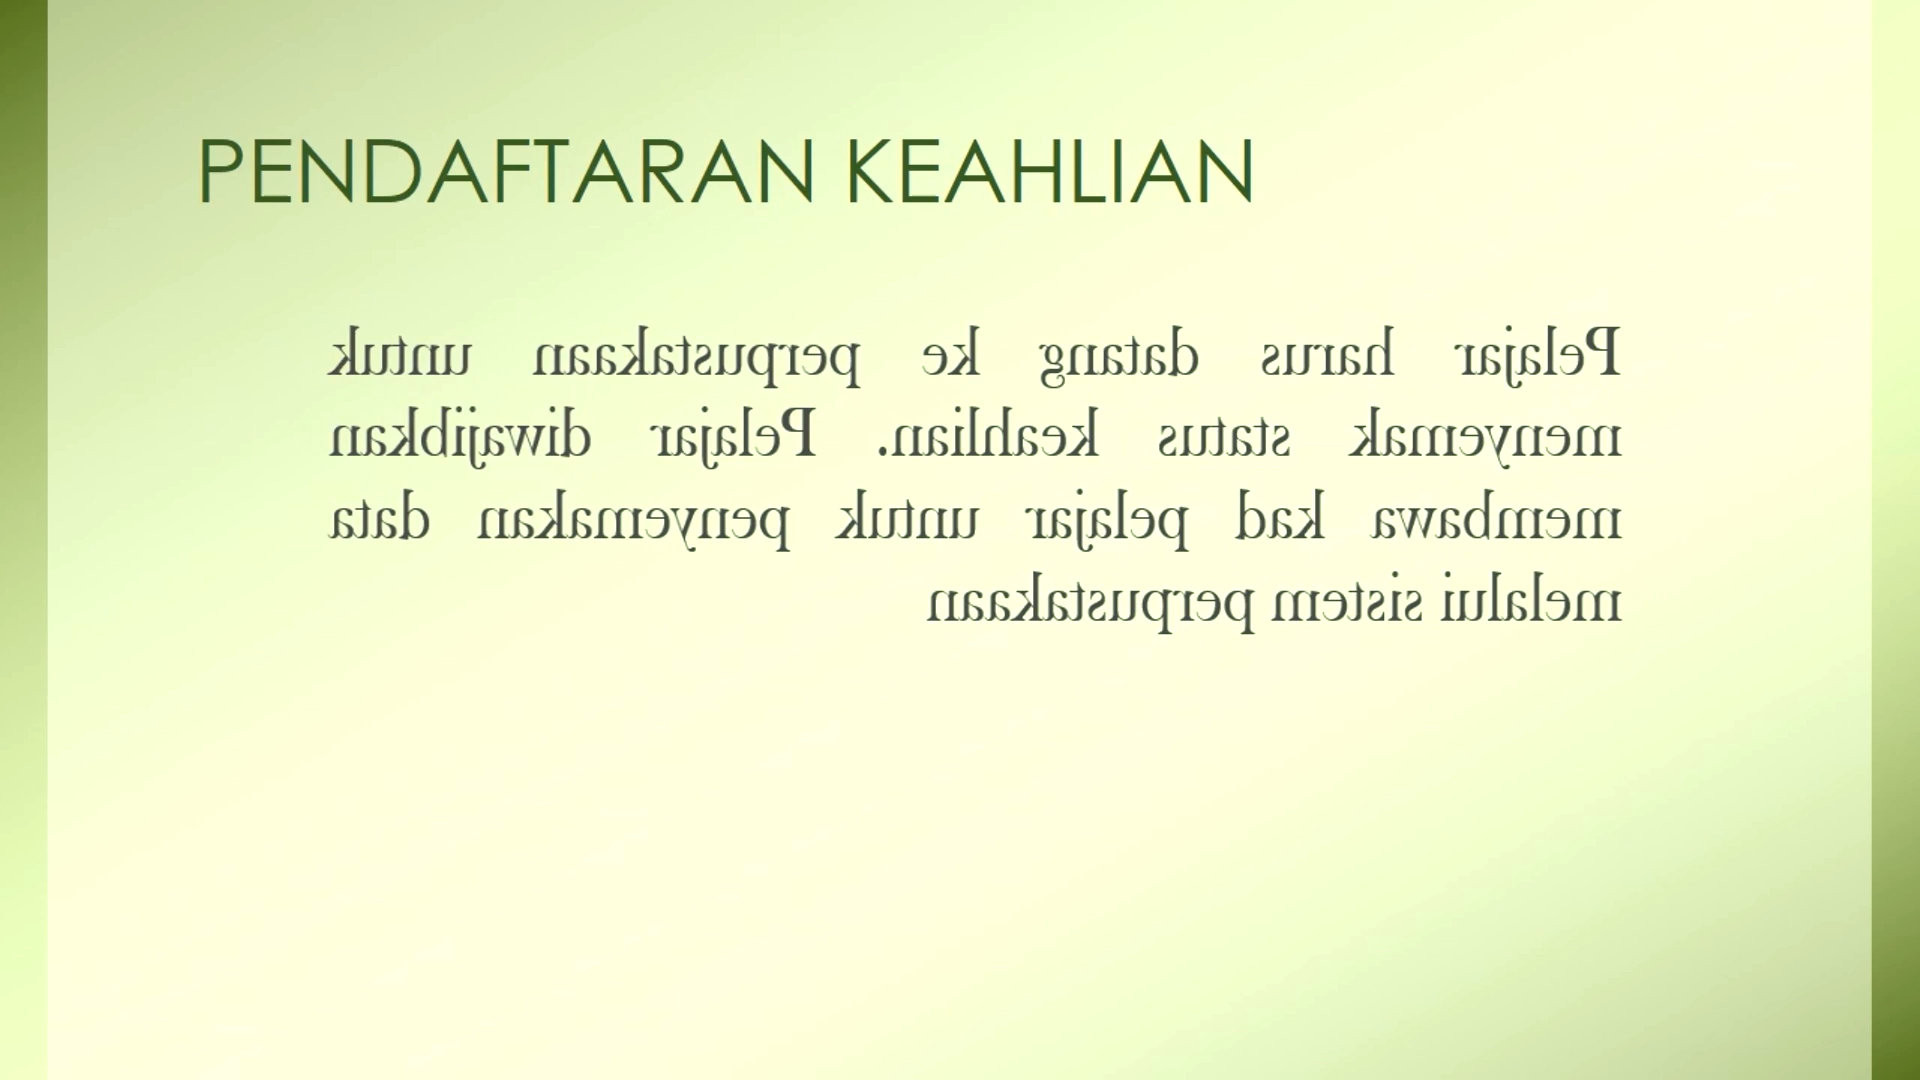 PENDAFTARAN KEAHLIAN
Pelajar harus datang ke perpustakaan untuk
menyemak status keahlian. Pelajar diwajibkan
membawa kad pelajar untuk penyemakan data
melalui sistem perpustakaan